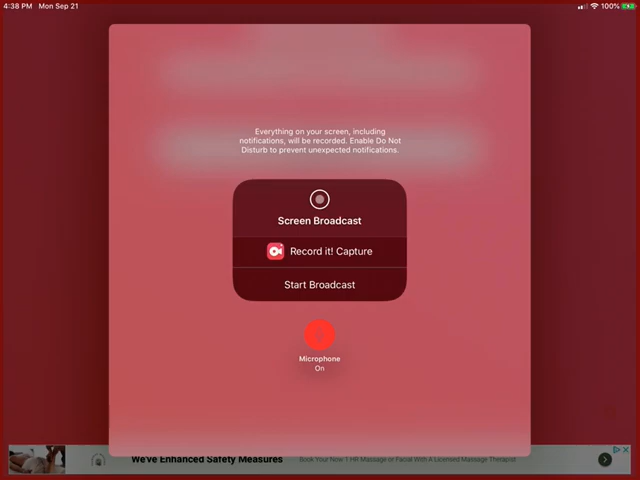 4:38 PM Mon Sep 21
100%
Everything on your screen, including
notifications, will be recorded. Enable Do Not
Disturb to prevent unexpected notifications.
Screen Broadcast
Record it! Capture
Start Broadcast
Microphone
On
We've Enhanced Safety Measures
Book Your Now: 1 HR Massage or Facial With A Licensed Massage Therapist